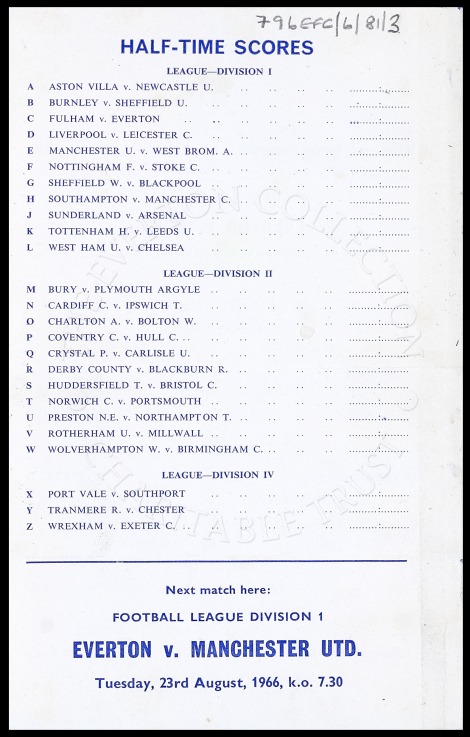 796EFC/6/81/3
HALF-TIME SCORES
LEAGUE—DIVISION I
A ASTON VILLA v. NEWCASTLE U. .. .. .. .. .........:.........
B BURNLEY v. SHEFFIELD U. .. .. .. .. .........:.........
C FULHAM v. EVERTON .. .. .. .. .. .........:.........
D LIVERPOOL v. LEICESTER C. .. .. .. .. .........:.........
E MANCHESTER U. v. WEST BROM. A. .. .. .. .. .........:.........
F NOTTINGHAM F. v. STOKE C. .. .. .. .. .........:.........
G SHEFFIELD W. v. BLACKPOOL .. .. .. .. .........:.........
H SOUTHAMPTON v. MANCHESTER C. .. .. .. .. .........:.........
J SUNDERLAND v. ARSENAL .. .. .. .. .........:.........
K TOTTENHAM H. v. LEEDS U. .. .. .. .. .........:.........
L WEST HAM U. v. CHELSEA .. .. .. .. .........:.........
LEAGUE—DIVISION II
M BURY v. PLYMOUTH ARGYLE .. .. .. .. .........:.........
N CARDIFF C. v. IPSWICH T. .. .. .. .. .........:.........
O CHARLTON A. v. BOLTON W. .. .. .. .. .........:.........
P COVENTRY C. v. HULL C. .. .. .. .. .. .........:.........
Q CRYSTAL P. v. CARLISLE U. .. .. .. .. .........:.........
R DERBY COUNTY v. BLACKBURN R. .. .. .. .. .........:.........
S HUDDERSFIELD T. v. BRISTOL C. .. .. .. .. .........:.........
T NORWICH C. v. PORTSMOUTH .. .. .. .. .........:.........
U PRESTON N.E. v. NORTHAMPTON T. .. .. .. .. .........:.........
V ROTHERHAM U. v. MILLWALL .. .. .. .. .........:.........
W WOLVERHAMPTON W. v. BIRMINGHAM C. .. .. .. .........:.........
LEAGUE—DIVISION IV
X PORT VALE v. SOUTHPORT .. .. .. .. .........:.........
Y TRANMERE R. v. CHESTER .. .. .. .. .........:.........
Z WREXHAM v. EXETER C. .. .. .. .. .. .........:.........
EVERTON COLLECTION CHARITABLE TRUST
Next match here:
FOOTBALL LEAGUE DIVISION 1
EVERTON v. MANCHESTER UTD.
Tuesday, 23rd August, 1966, k.o. 7.30